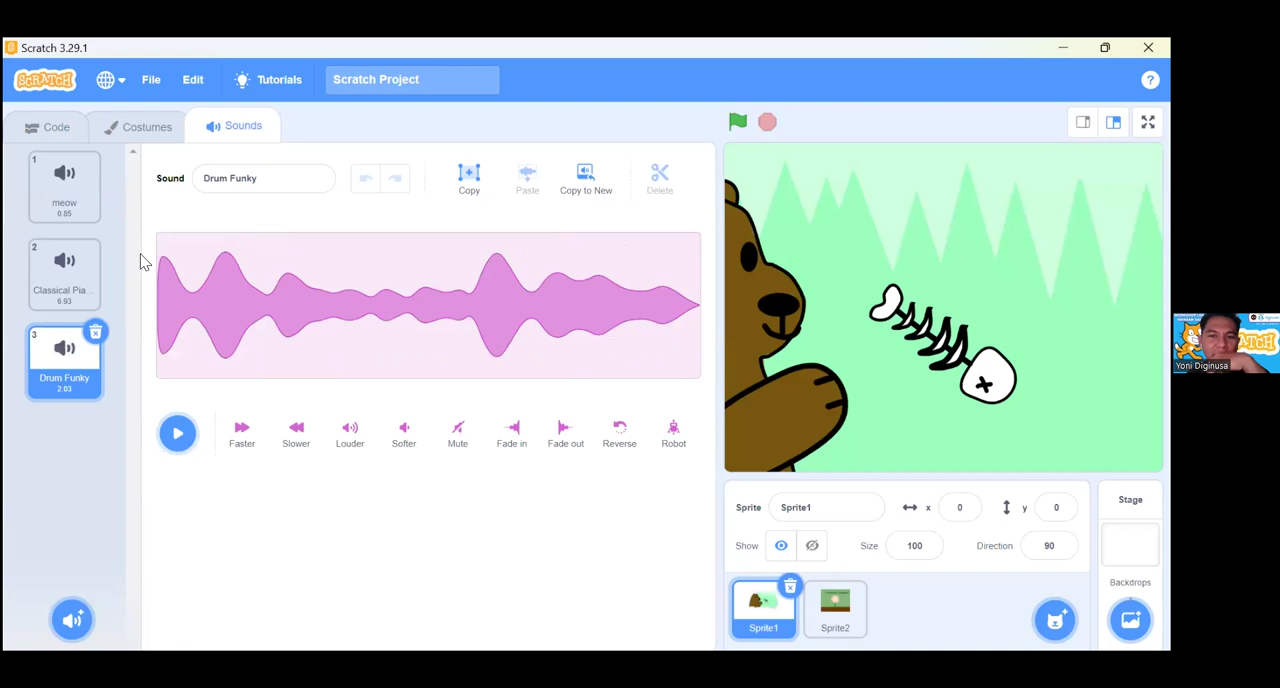 Scratch 3.29.1
SCRATCH
File
Edit
Tutorials
Scratch Project
?
Code
Costumes
Sounds
1
meow
0.85
2
Classical Pia...
6.93
3
Drum Funky
2.03
Sound
Drum Funky
Copy
Paste
Copy to New
Delete
Faster
Slower
Louder
Softer
Mute
Fade in
Fade out
Reverse
Robot
Sprite
Sprite1
x
0
y
0
Show
Size
100
Direction
90
Sprite1
Sprite2
Stage
Backdrops
Yoni Diginusa